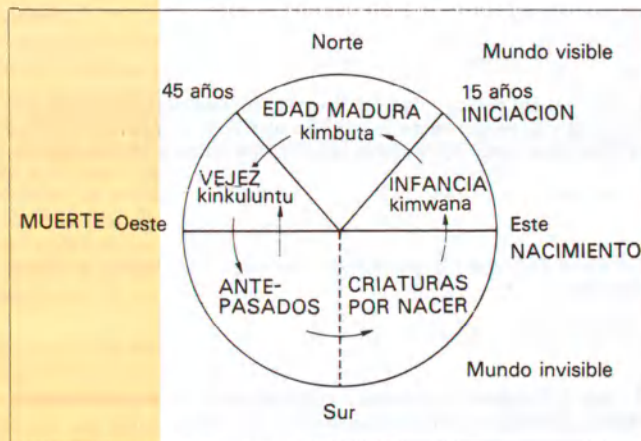 Norte
Mundo visible
45 años
15 años
INICIACION
EDAD MADURA
kimbuta
VEJEZ
kinkuluntu
INFANCIA
kimwana
MUERTE Oeste
Este
NACIMIENTO
ANTE-
PASADOS
CRIATURAS
POR NACER
Mundo invisible
Sur